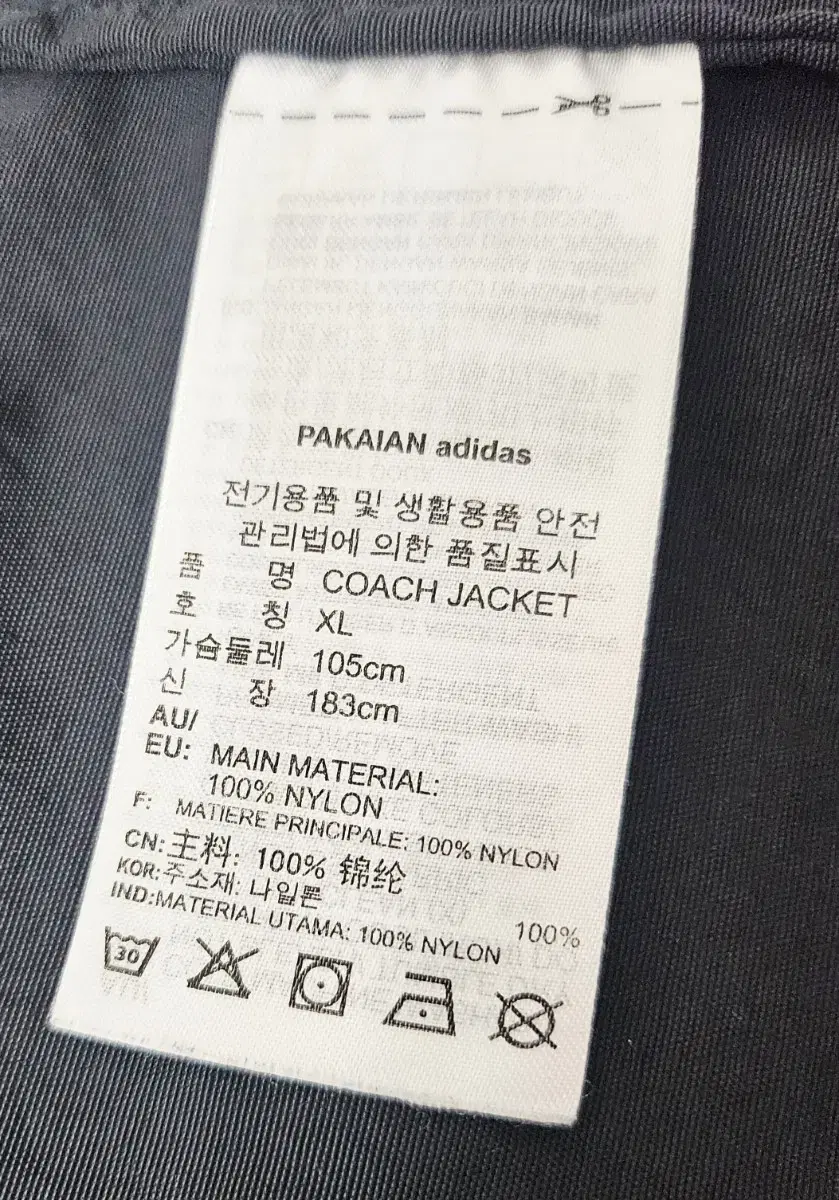 PAKAIAN adidas
전기용품 및 생활용품 안전
관리법에 의한 품질표시
품 명 COACH JACKET
호 칭 XL
가슴둘레 105cm
신 장 183cm
AU/
EU: MAIN MATERIAL:
100% NYLON
F: MATIERE PRINCIPALE: 100% NYLON
CN: 主料: 100% 锦纶
KOR: 주소재: 나일론 100%
IND:MATERIAL UTAMA: 100% NYLON
30